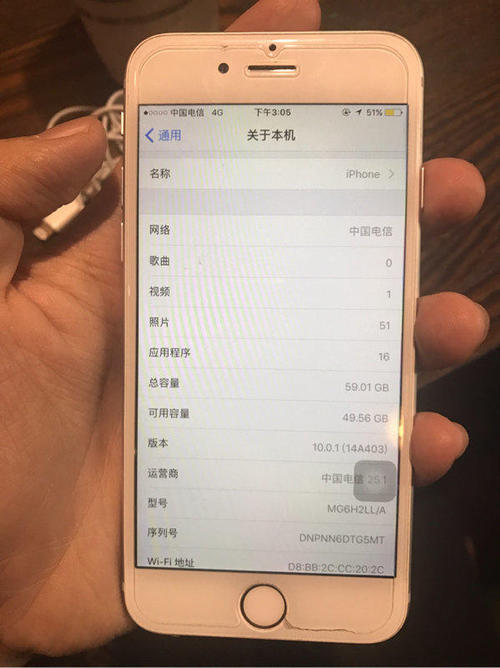 中国电信 4G 下午3:05 51%
通用 关于本机
名称 iPhone
网络 中国电信
歌曲 0
视频 1
照片 51
应用程序 16
总容量 59.01 GB
可用容量 49.56 GB
版本 10.0.1 (14A403)
运营商 中国电信 25.1
型号 MG6H2LL/A
序列号 DNPNN6DTG5MT
Wi-Fi 地址 D8:BB:2C:CC:20:2C